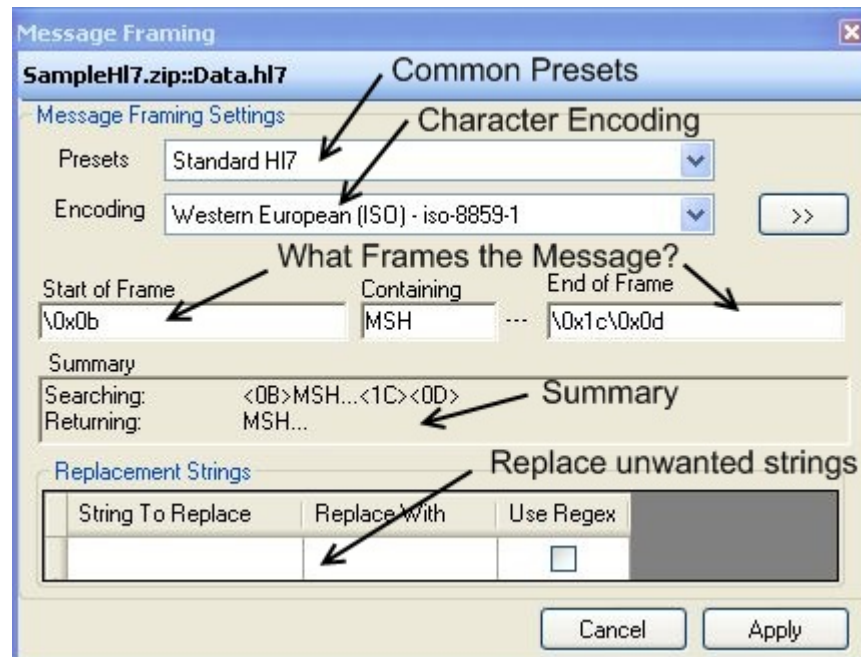 Message Framing
SampleHl7.zip::Data.hl7
Common Presets
Message Framing Settings
Character Encoding
Presets
Standard Hl7
Encoding
Western European (ISO) - iso-8859-1
>>
What Frames the Message?
Start of Frame
Containing
End of Frame
\0x0b
MSH
---
\0x1c\0x0d
Summary
Searching: <0B>MSH...<1C><0D>
Returning: MSH...
Summary
Replacement Strings
Replace unwanted strings
String To Replace
Replace With
Use Regex
Cancel
Apply